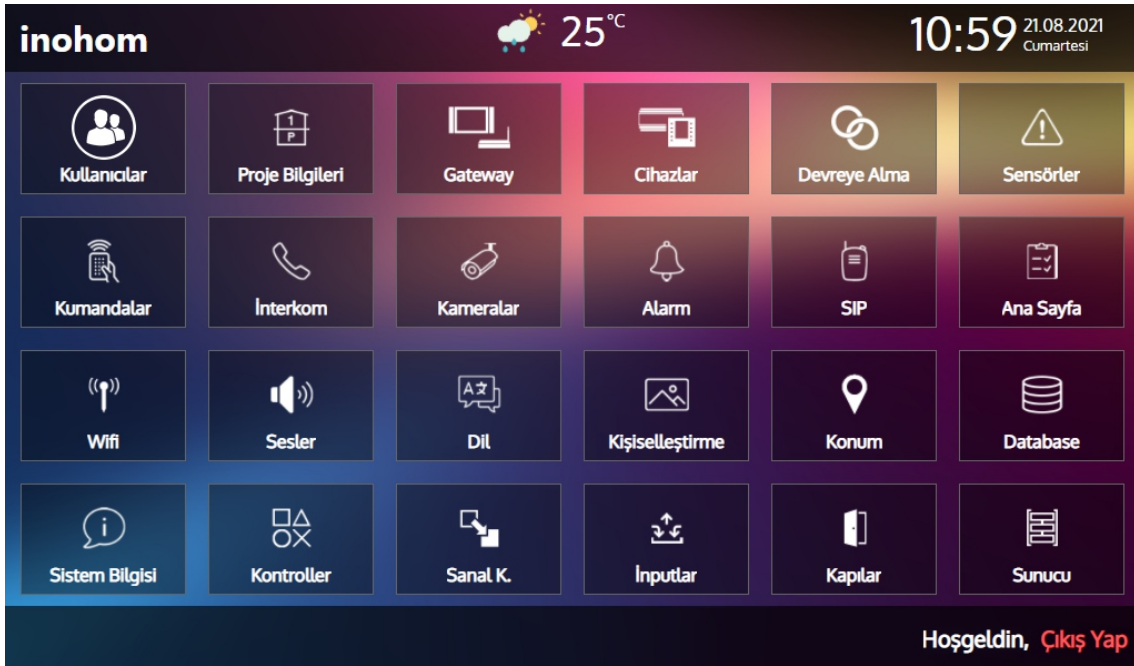 inohom
25°C
10:59
21.08.2021
Cumartesi
Kullanıcılar
1
P
Proje Bilgileri
Gateway
Cihazlar
Devreye Alma
Sensörler
Kumandalar
İnterkom
Kameralar
Alarm
SIP
Ana Sayfa
Wifi
Sesler
A 文
Dil
Kişiselleştirme
Konum
Database
i
Sistem Bilgisi
Kontroller
Sanal K.
İnputlar
Kapılar
Sunucu
Hoşgeldin, Çıkış Yap